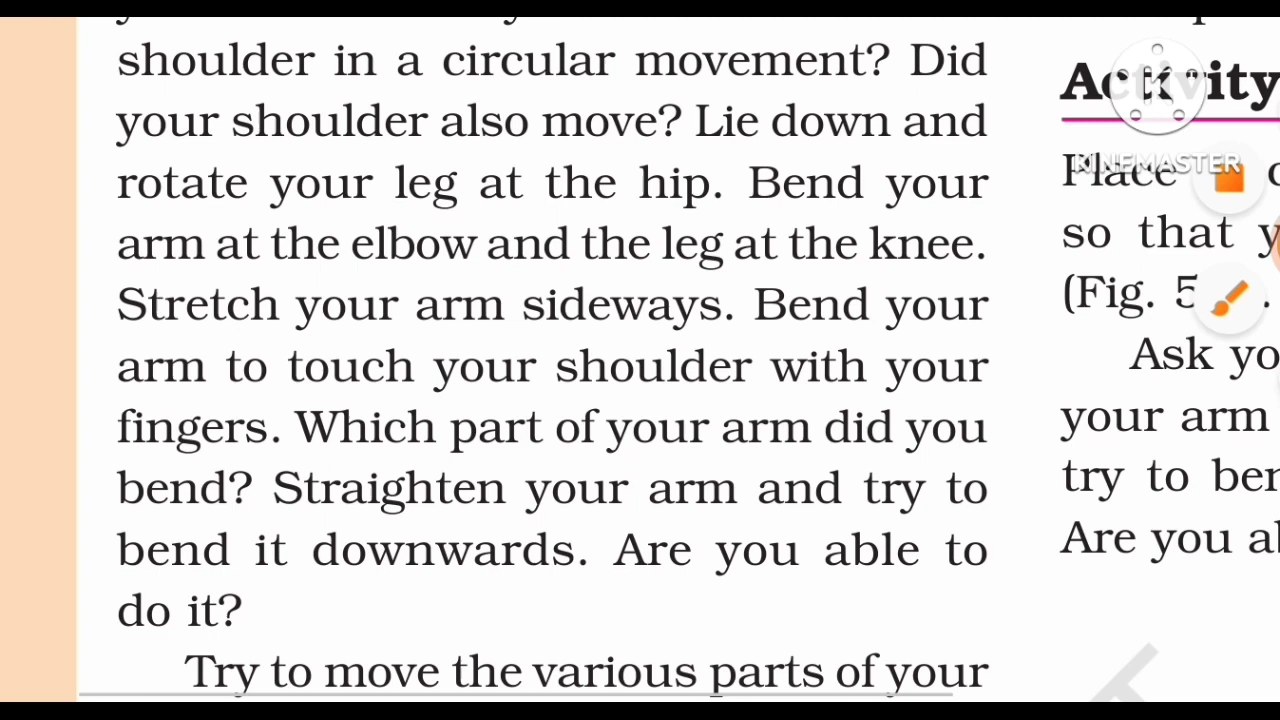 shoulder in a circular movement? Did
your shoulder also move? Lie down and
rotate your leg at the hip. Bend your
arm at the elbow and the leg at the knee.
Stretch your arm sideways. Bend your
arm to touch your shoulder with your
fingers. Which part of your arm did you
bend? Straighten your arm and try to
bend it downwards. Are you able to
do it?
Try to move the various parts of your
Activity
Place
so that
(Fig. 5
Ask
your arm
try to
Are you
KINEMASTER